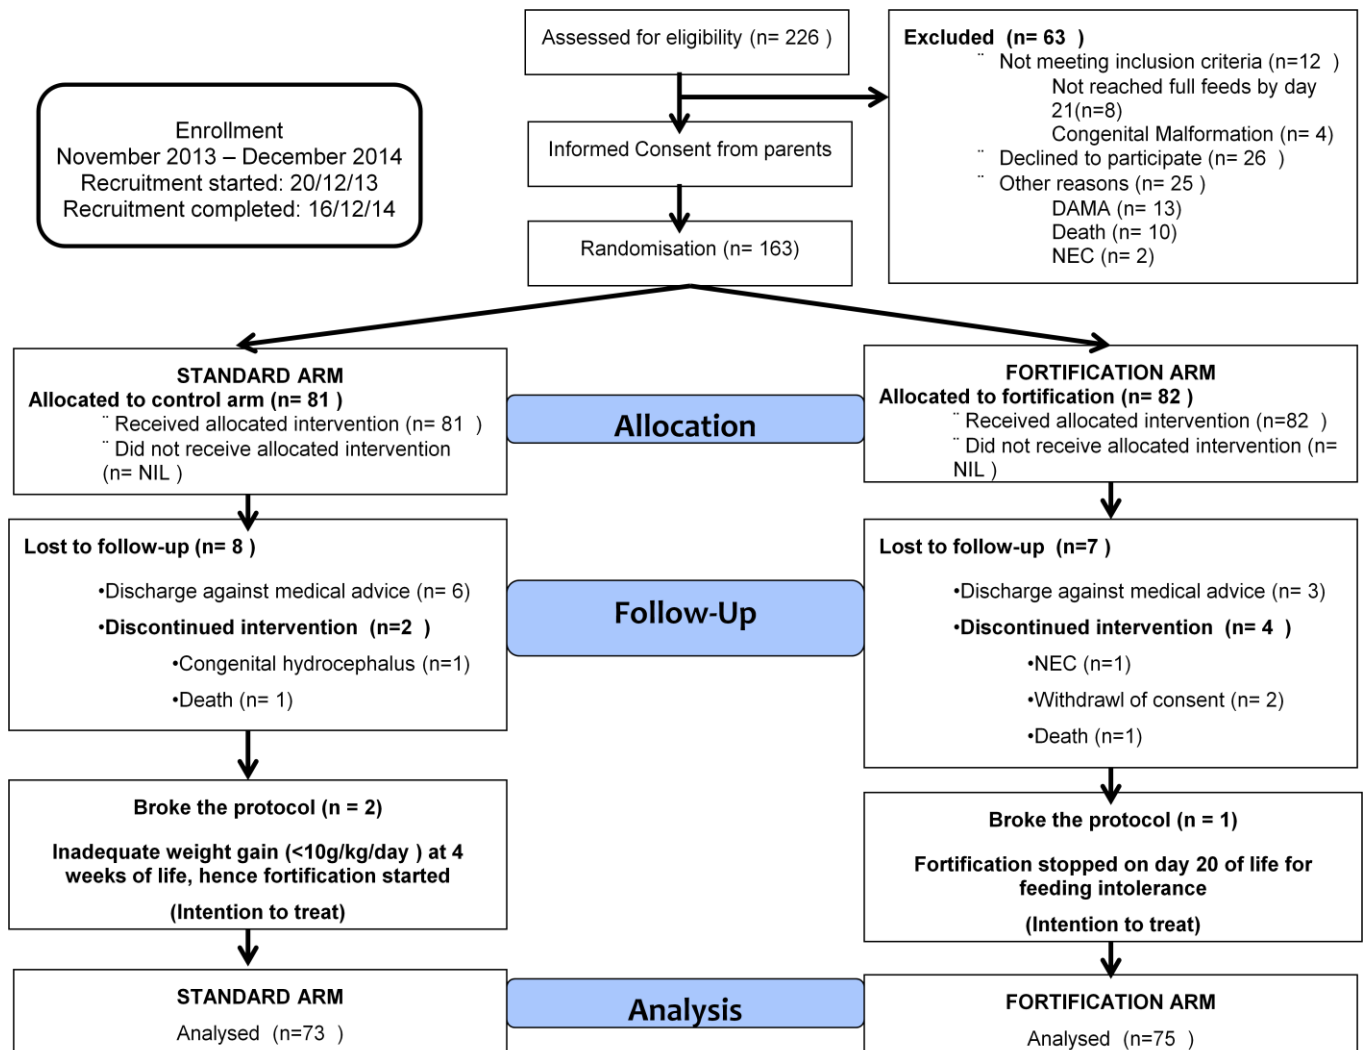 Assessed for eligibility (n= 226 )
Excluded (n= 63 )
¨ Not meeting inclusion criteria (n=12 )
Not reached full feeds by day
21(n=8)
Congenital Malformation (n= 4)
¨ Declined to participate (n= 26 )
¨ Other reasons (n= 25 )
DAMA (n= 13)
Death (n= 10)
NEC (n= 2)
Enrollment
November 2013 – December 2014
Recruitment started: 20/12/13
Recruitment completed: 16/12/14
Informed Consent from parents
Randomisation (n= 163)
STANDARD ARM
Allocated to control arm (n= 81 )
¨ Received allocated intervention (n= 81 )
¨ Did not receive allocated intervention
(n= NIL )
Allocation
FORTIFICATION ARM
Allocated to fortification (n= 82 )
¨ Received allocated intervention (n=82 )
¨ Did not receive allocated intervention (n=
NIL )
Lost to follow-up (n= 8 )
•Discharge against medical advice (n= 6)
•Discontinued intervention (n=2 )
•Congenital hydrocephalus (n=1)
•Death (n= 1)
Follow-Up
Lost to follow-up (n=7 )
•Discharge against medical advice (n= 3)
•Discontinued intervention (n= 4 )
•NEC (n=1)
•Withdrawl of consent (n= 2)
•Death (n=1)
Broke the protocol (n = 2)
Inadequate weight gain (<10g/kg/day ) at 4
weeks of life, hence fortification started
(Intention to treat)
Broke the protocol (n = 1)
Fortification stopped on day 20 of life for
feeding intolerance
(Intention to treat)
STANDARD ARM
Analysed (n=73 )
Analysis
FORTIFICATION ARM
Analysed (n=75 )